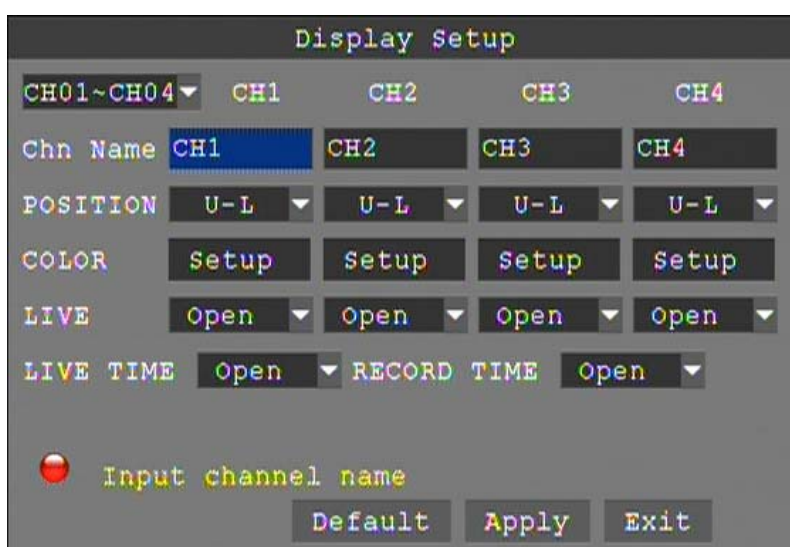 Display Setup
CH01~CH04 CH1 CH2 CH3 CH4
Chn Name CH1 CH2 CH3 CH4
POSITION U-L U-L U-L U-L
COLOR Setup Setup Setup Setup
LIVE Open Open Open Open
LIVE TIME Open RECORD TIME Open
Input channel name
Default Apply Exit